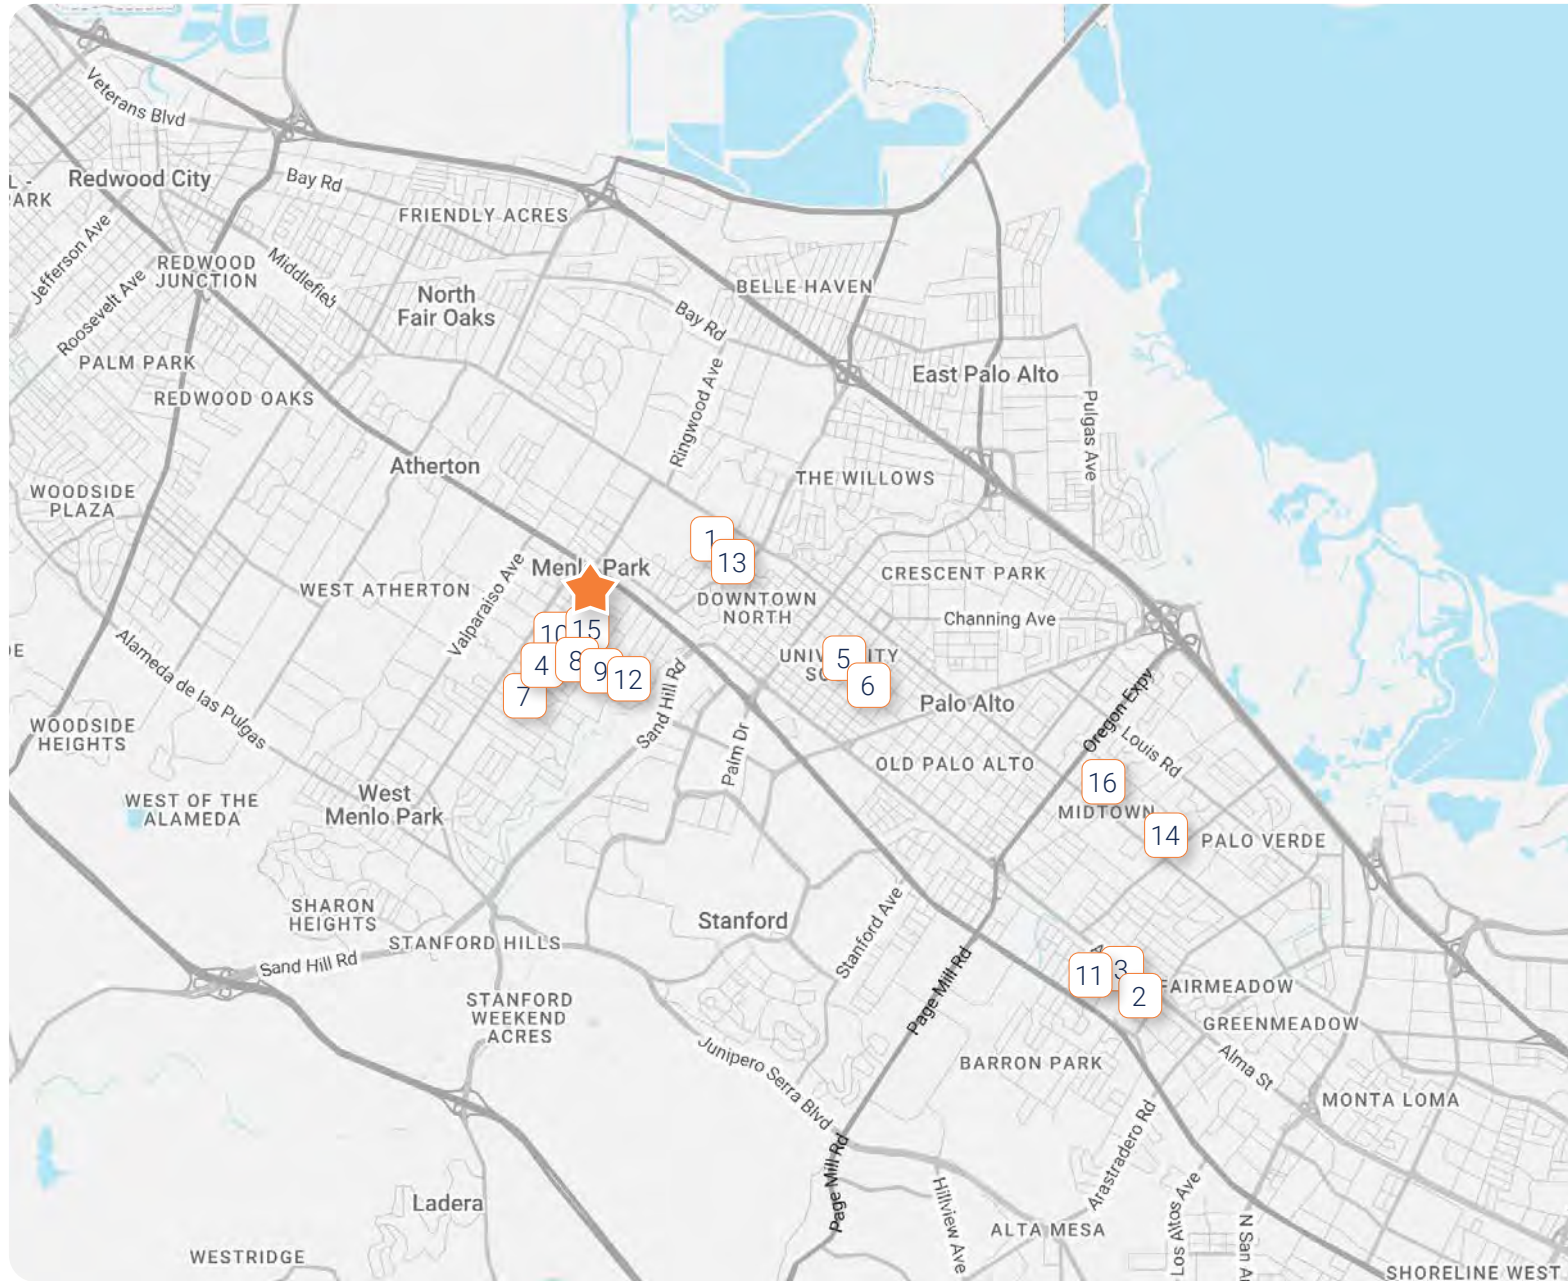 Veterans Blvd
Redwood City
Bay Rd
ARK
FRIENDLY ACRES
Jefferson Ave
REDWOOD
JUNCTION
Middlefield
Roosevelt Ave
North
Fair Oaks
BELLE HAVEN
Bay Rd
PALM PARK
REDWOOD OAKS
East Palo Alto
Ringwood Ave
Pulgas Ave
Atherton
WOODSIDE
PLAZA
THE WILLOWS
1
13
Menlo Park
CRESCENT PARK
WEST ATHERTON
Valparaiso Ave
DOWNTOWN
NORTH
Channing Ave
10
15
4
8
9
12
7
5
6
Palo Alto
Alameda de las Pulgas
Sand Hill Rd
Palm Dr
Oregon Expy
Louis Rd
WOODSIDE
HEIGHTS
OLD PALO ALTO
16
MIDTOWN
14
PALO VERDE
West
Menlo Park
WEST OF THE
ALAMEDA
SHARON
HEIGHTS
STANFORD HILLS
Sand Hill Rd
Stanford
Stanford Ave
Page Mill Rd
11
3
2
FAIRMEADOW
GREENMEADOW
STANFORD
WEEKEND
ACRES
Junipero Serra Blvd
BARRON PARK
Alma St
MONTA LOMA
Arastradero Rd
Page Mill Rd
Hillview Ave
Los Altos Ave
N San A
Ladera
ALTA MESA
WESTRIDGE
SHORELINE WEST